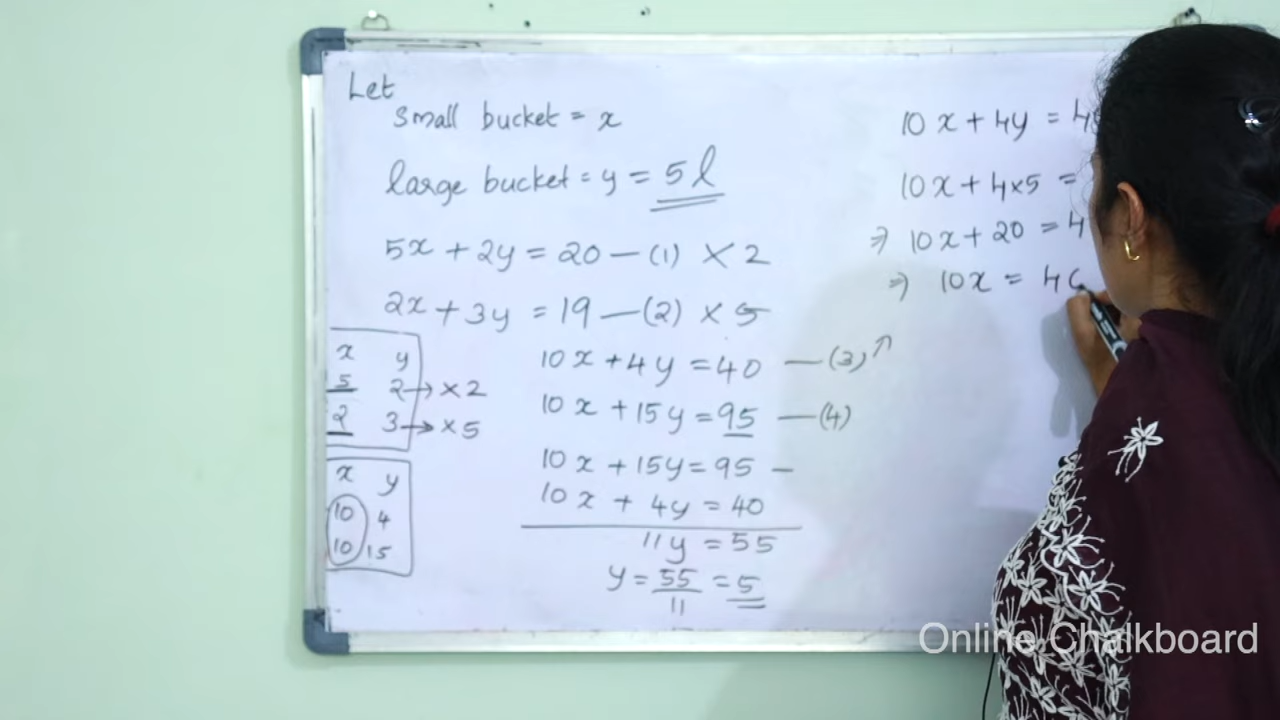 Let
small bucket = x
large bucket = y = 5l
5x + 2y = 20 — (1) × 2
2x + 3y = 19 — (2) × 5
x y
5 2 → × 2
2 3 → × 5
x y
10 4
10 15
10x + 4y = 40 — (3) ↗
10x + 15y = 95 — (4)
10x + 15y = 95 —
10x + 4y = 40
11y = 55
y = 55/11 = 5
10x + 4y = 4
10x + 4×5 =
⇒ 10x + 20 = 4
⇒ 10x = 4
Online Chalkboard